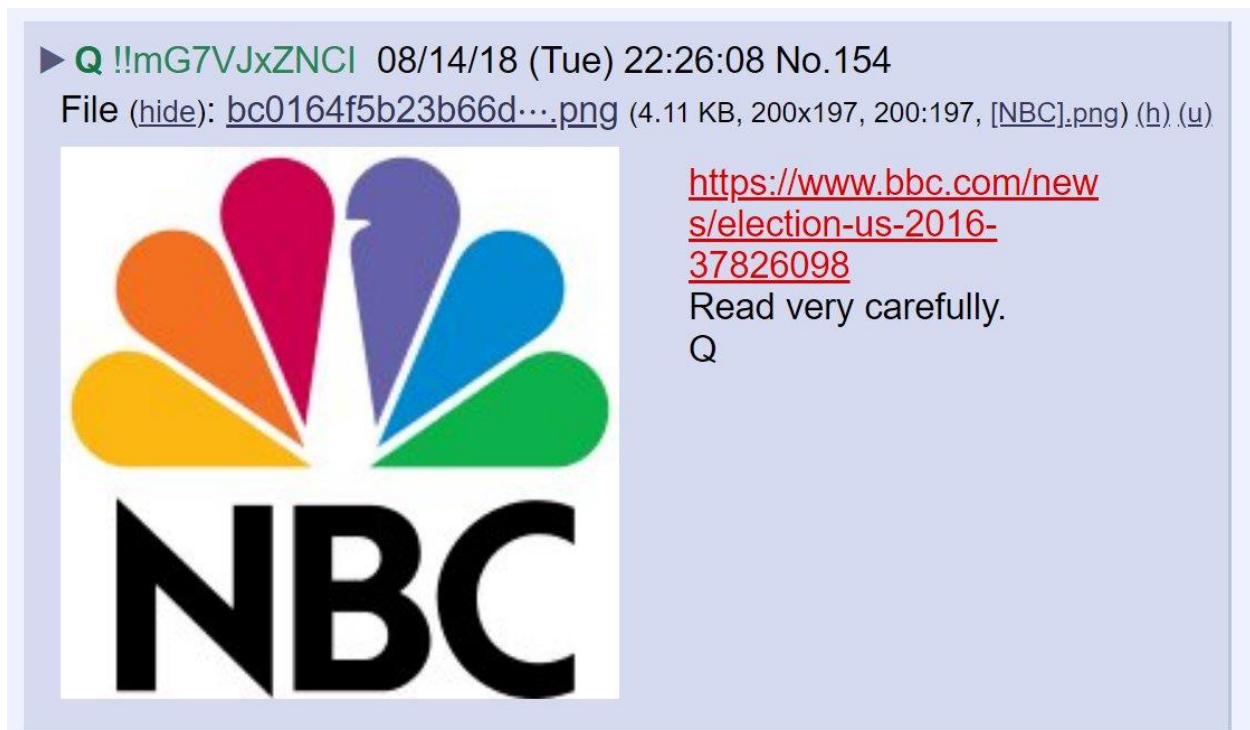 ▶ Q !!mG7VJxZNCI 08/14/18 (Tue) 22:26:08 No.154
File (hide): bc0164f5b23b66d⋯.png (4.11 KB, 200x197, 200:197, [NBC].png) (h) (u)
https://www.bbc.com/new
s/election-us-2016-
37826098
Read very carefully.
Q
NBC